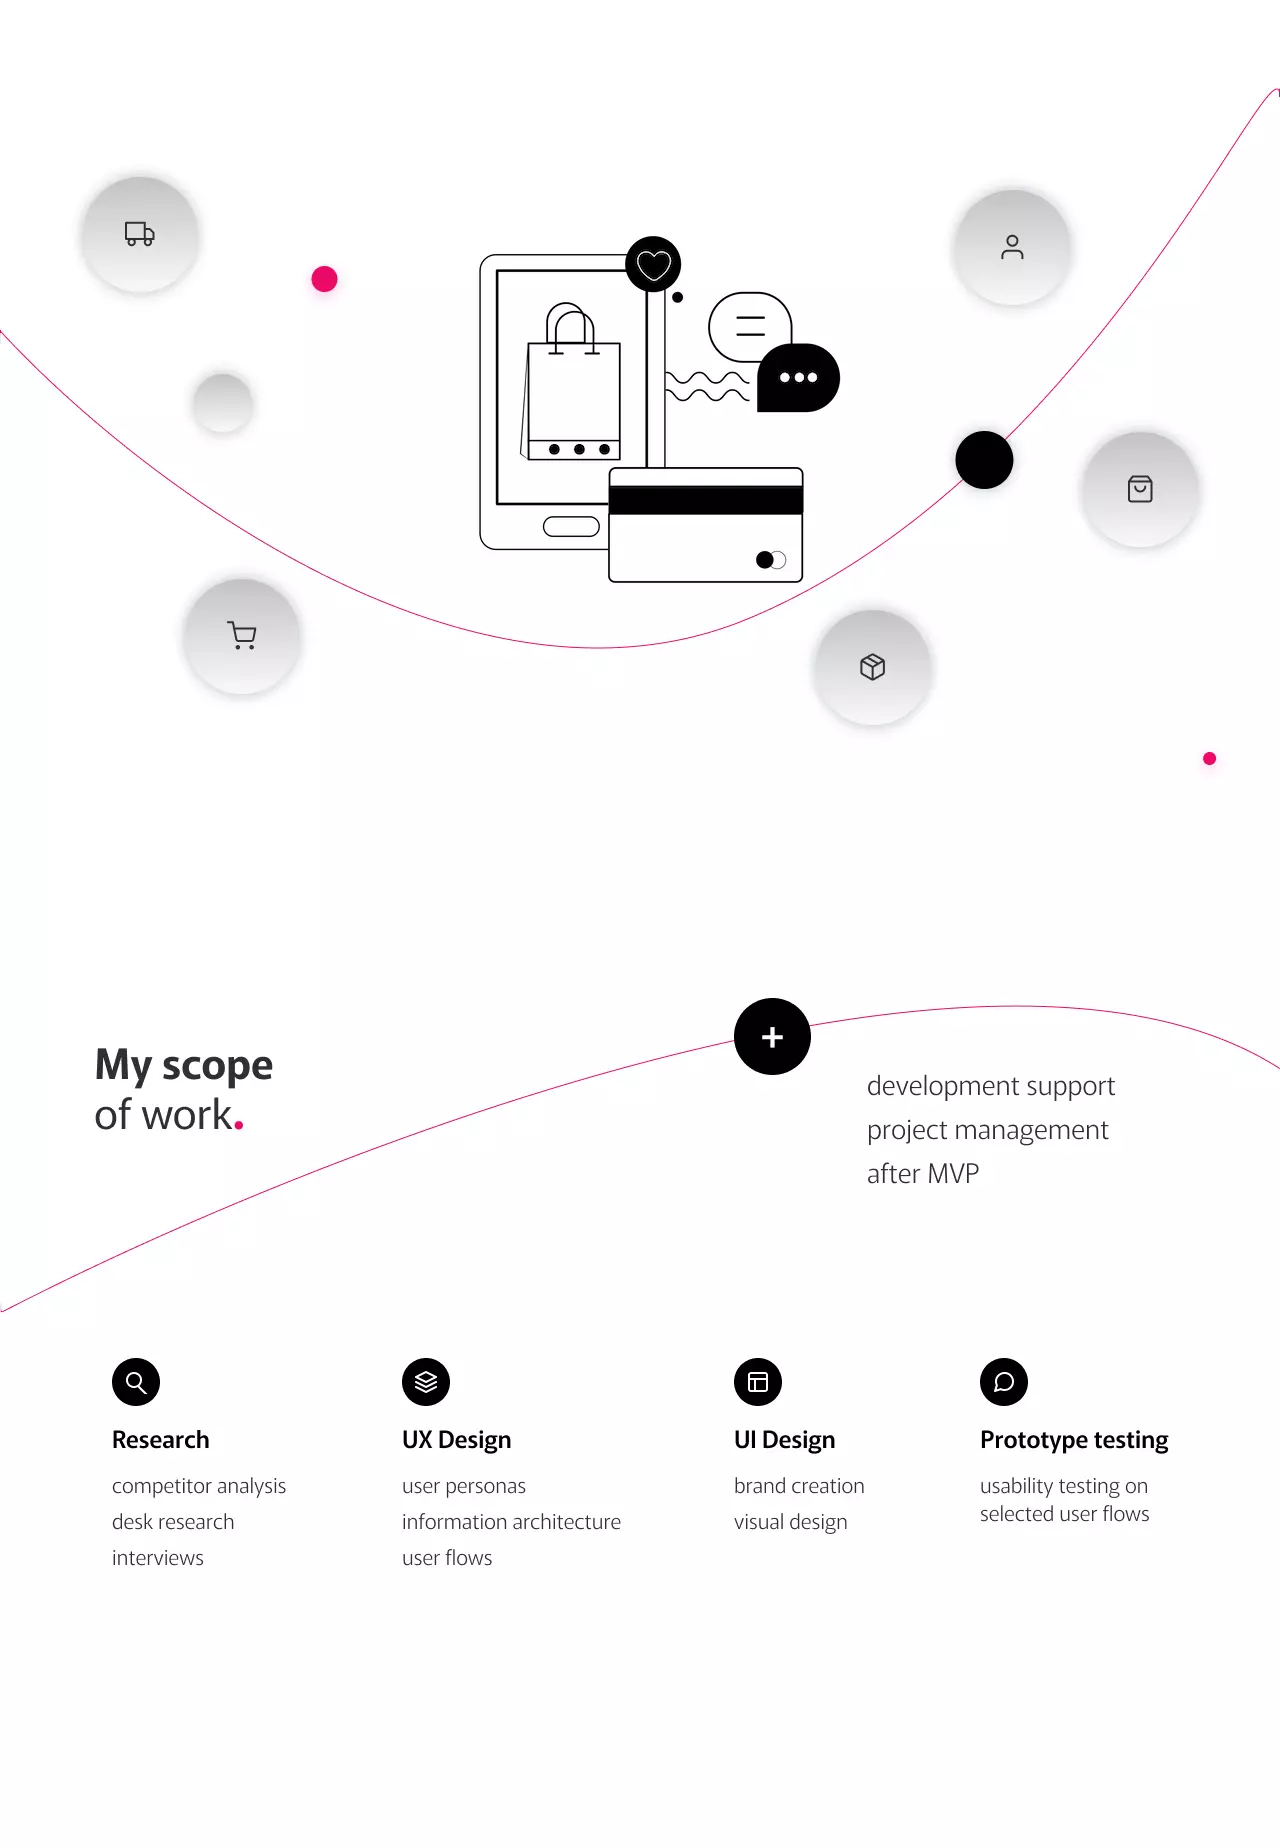 My scope
of work.
development support
project management
after MVP
Research
competitor analysis
desk research
interviews
UX Design
user personas
information architecture
user flows
UI Design
brand creation
visual design
Prototype testing
usability testing on
selected user flows